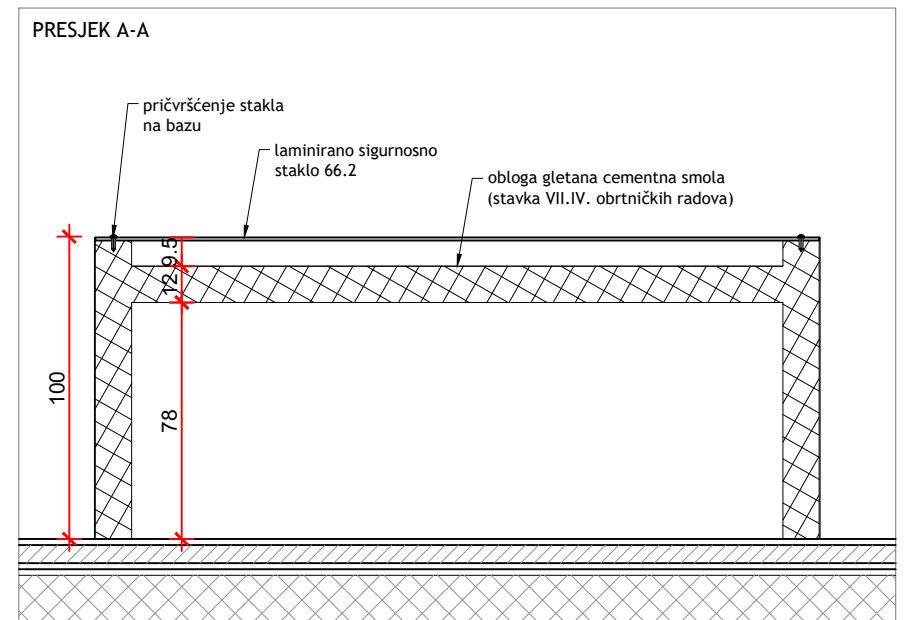 PRESJEK A-A
pričvršćenje stakla
na bazu
laminirano sigurnosno
staklo 66.2
obloga gletana cementna smola
(stavka VII.IV. obrtničkih radova)
9.5
12
100
78